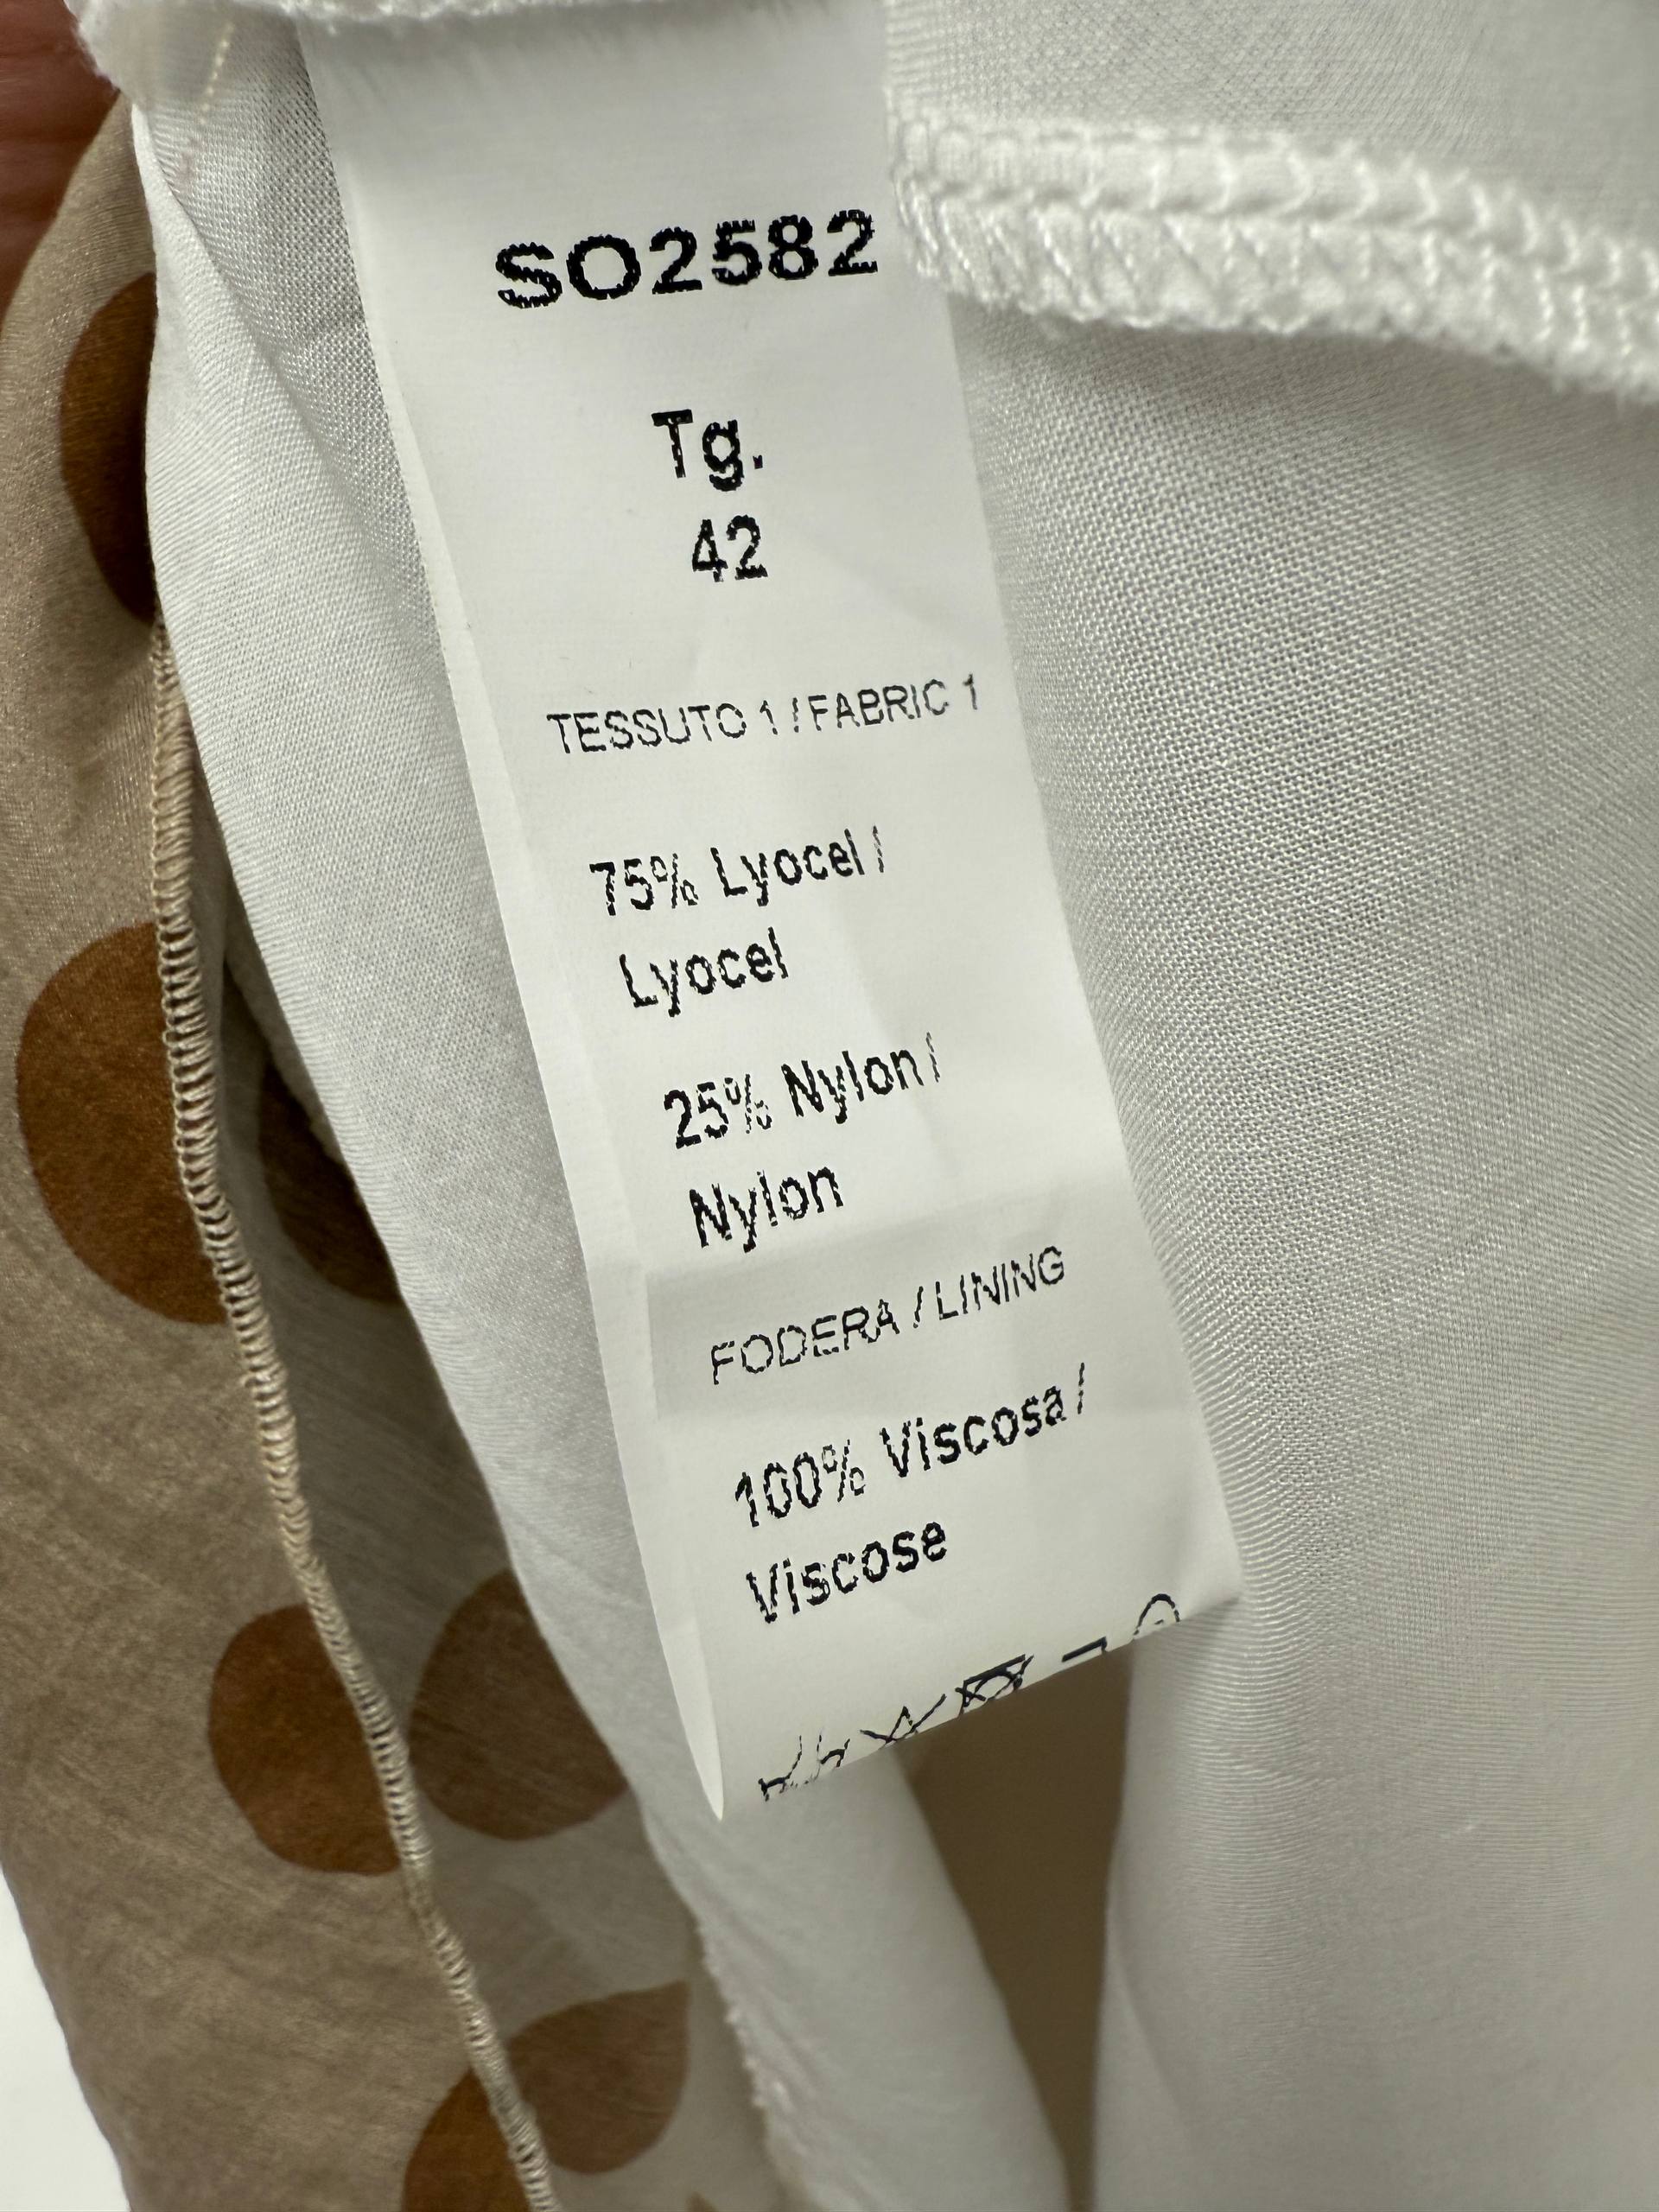 SO2582
Tg.
42
TESSUTO 1 / FABRIC 1
75% Lyocel /
Lyocel
25% Nylon /
Nylon
FODERA / LINING
100% Viscosa /
Viscose